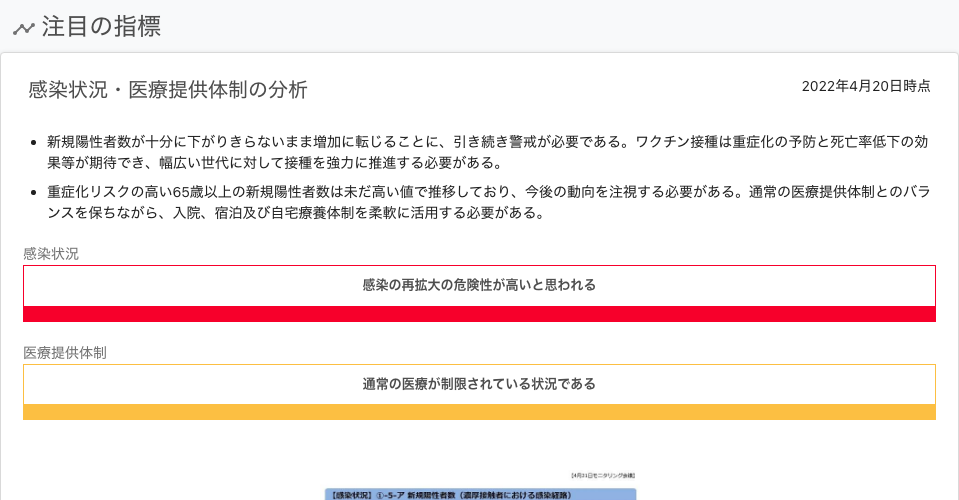 注目の指標
感染状況・医療提供体制の分析
2022年4月20日時点
新規陽性者数が十分に下がりきらないまま増加に転じることに、引き続き警戒が必要である。ワクチン接種は重症化の予防と死亡率低下の効
果等が期待でき、幅広い世代に対して接種を強力に推進する必要がある。
重症化リスクの高い65歳以上の新規陽性者数は未だ高い値で推移しており、今後の動向を注視する必要がある。通常の医療提供体制とのバラ
ンスを保ちながら、入院、宿泊及び自宅療養体制を柔軟に活用する必要がある。
感染状況
感染の再拡大の危険性が高いと思われる
医療提供体制
通常の医療が制限されている状況である
【4月21日モニタリング会議】
【感染状況】①-5-ア 新規陽性者数（濃厚接触者における感染経路）